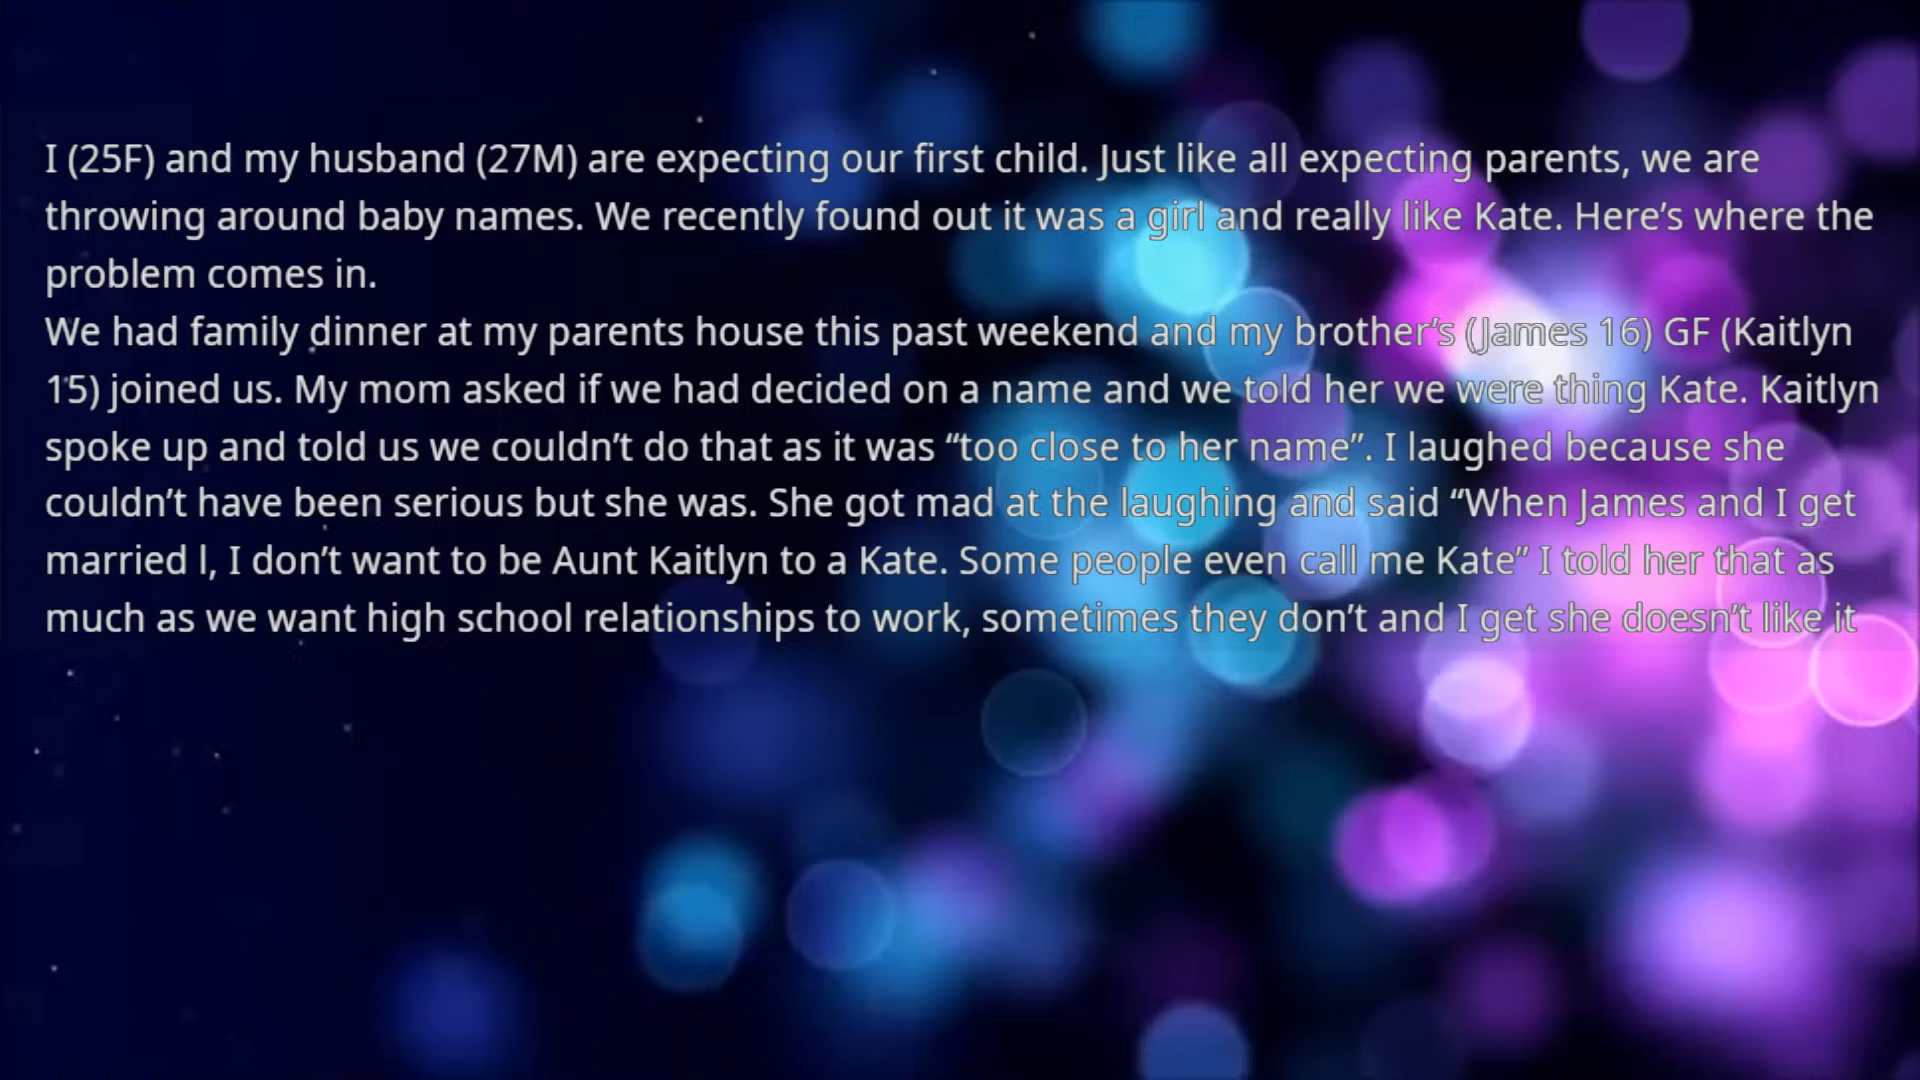 I (25F) and my husband (27M) are expecting our first child. Just like all expecting parents, we are
throwing around baby names. We recently found out it was a girl and really like Kate. Here’s where the
problem comes in.
We had family dinner at my parents house this past weekend and my brother’s (James 16) GF (Kaitlyn
15) joined us. My mom asked if we had decided on a name and we told her we were thing Kate. Kaitlyn
spoke up and told us we couldn’t do that as it was “too close to her name”. I laughed because she
couldn’t have been serious but she was. She got mad at the laughing and said “When James and I get
married l, I don’t want to be Aunt Kaitlyn to a Kate. Some people even call me Kate” I told her that as
much as we want high school relationships to work, sometimes they don’t and I get she doesn’t like it